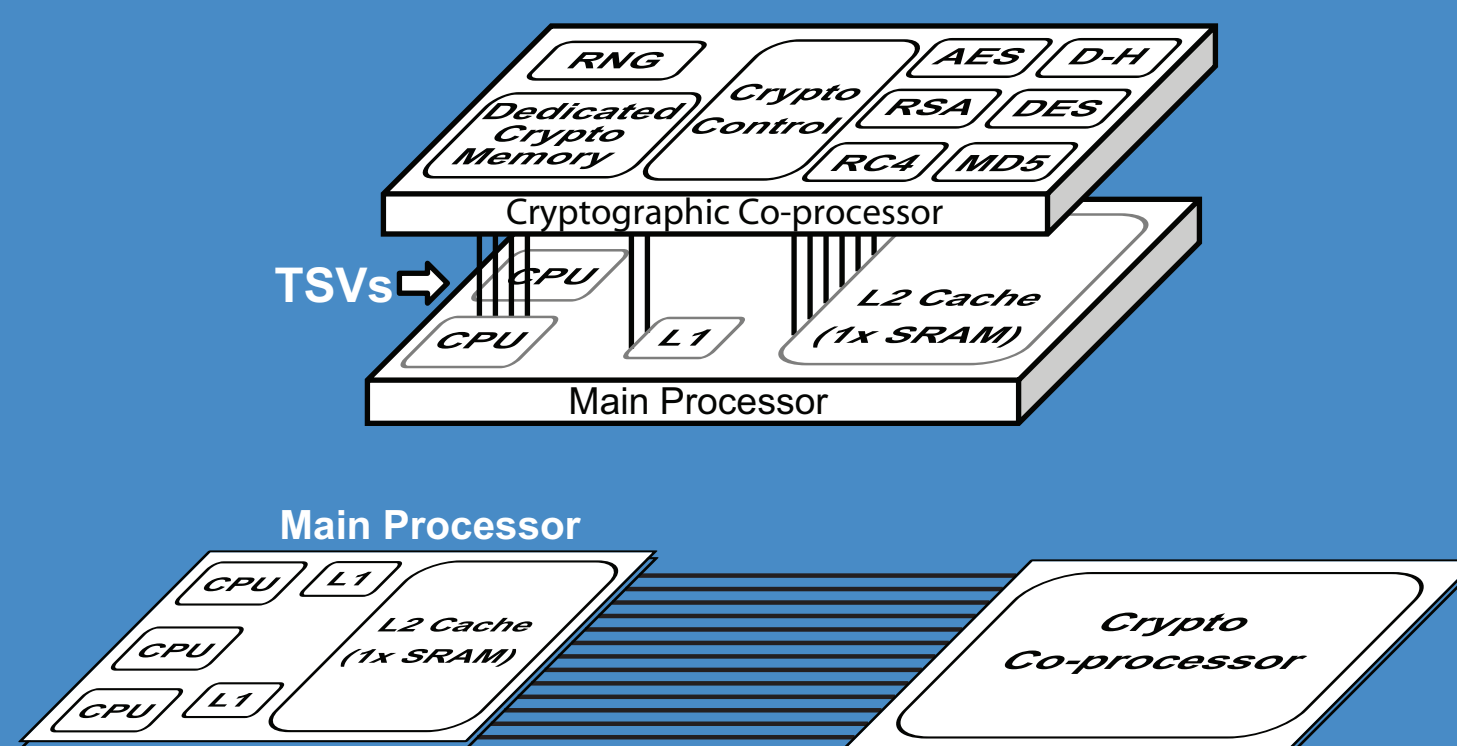 RNG
AES
D-H
Dedicated
Crypto
Memory
Crypto
Control
RSA
DES
RC4
MD5
Cryptographic Co-processor
TSVs
CPU
CPU
L1
L2 Cache
(1x SRAM)
Main Processor
Main Processor
CPU
L1
CPU
CPU
L1
L2 Cache
(1x SRAM)
Crypto
Co-processor